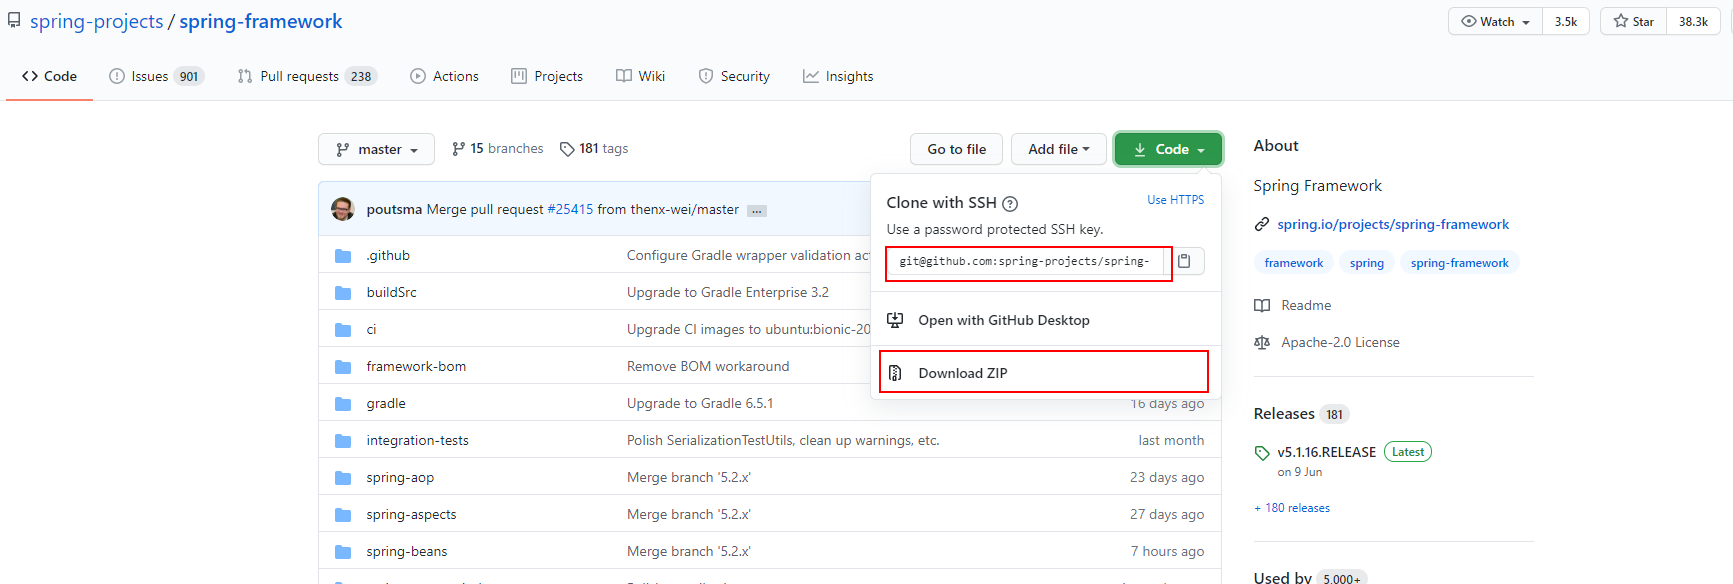 spring-projects / spring-framework
Watch 3.5k Star 38.3k
Code Issues 901 Pull requests 238 Actions Projects Wiki Security Insights
master 15 branches 181 tags Go to file Add file Code
poutsma Merge pull request #25415 from thenx-wei/master ...
.github Configure Gradle wrapper validation ac
buildSrc Upgrade to Gradle Enterprise 3.2
ci Upgrade CI images to ubuntu:bionic-20
framework-bom Remove BOM workaround
gradle Upgrade to Gradle 6.5.1 16 days ago
integration-tests Polish SerializationTestUtils, clean up warnings, etc. last month
spring-aop Merge branch '5.2.x' 23 days ago
spring-aspects Merge branch '5.2.x' 27 days ago
spring-beans Merge branch '5.2.x' 7 hours ago
Clone with SSH ? Use HTTPS
Use a password protected SSH key.
git@github.com:spring-projects/spring-
Open with GitHub Desktop
Download ZIP
About
Spring Framework
spring.io/projects/spring-framework
framework spring spring-framework
Readme
Apache-2.0 License
Releases 181
v5.1.16.RELEASE Latest
on 9 Jun
+ 180 releases
Used by 5,000+